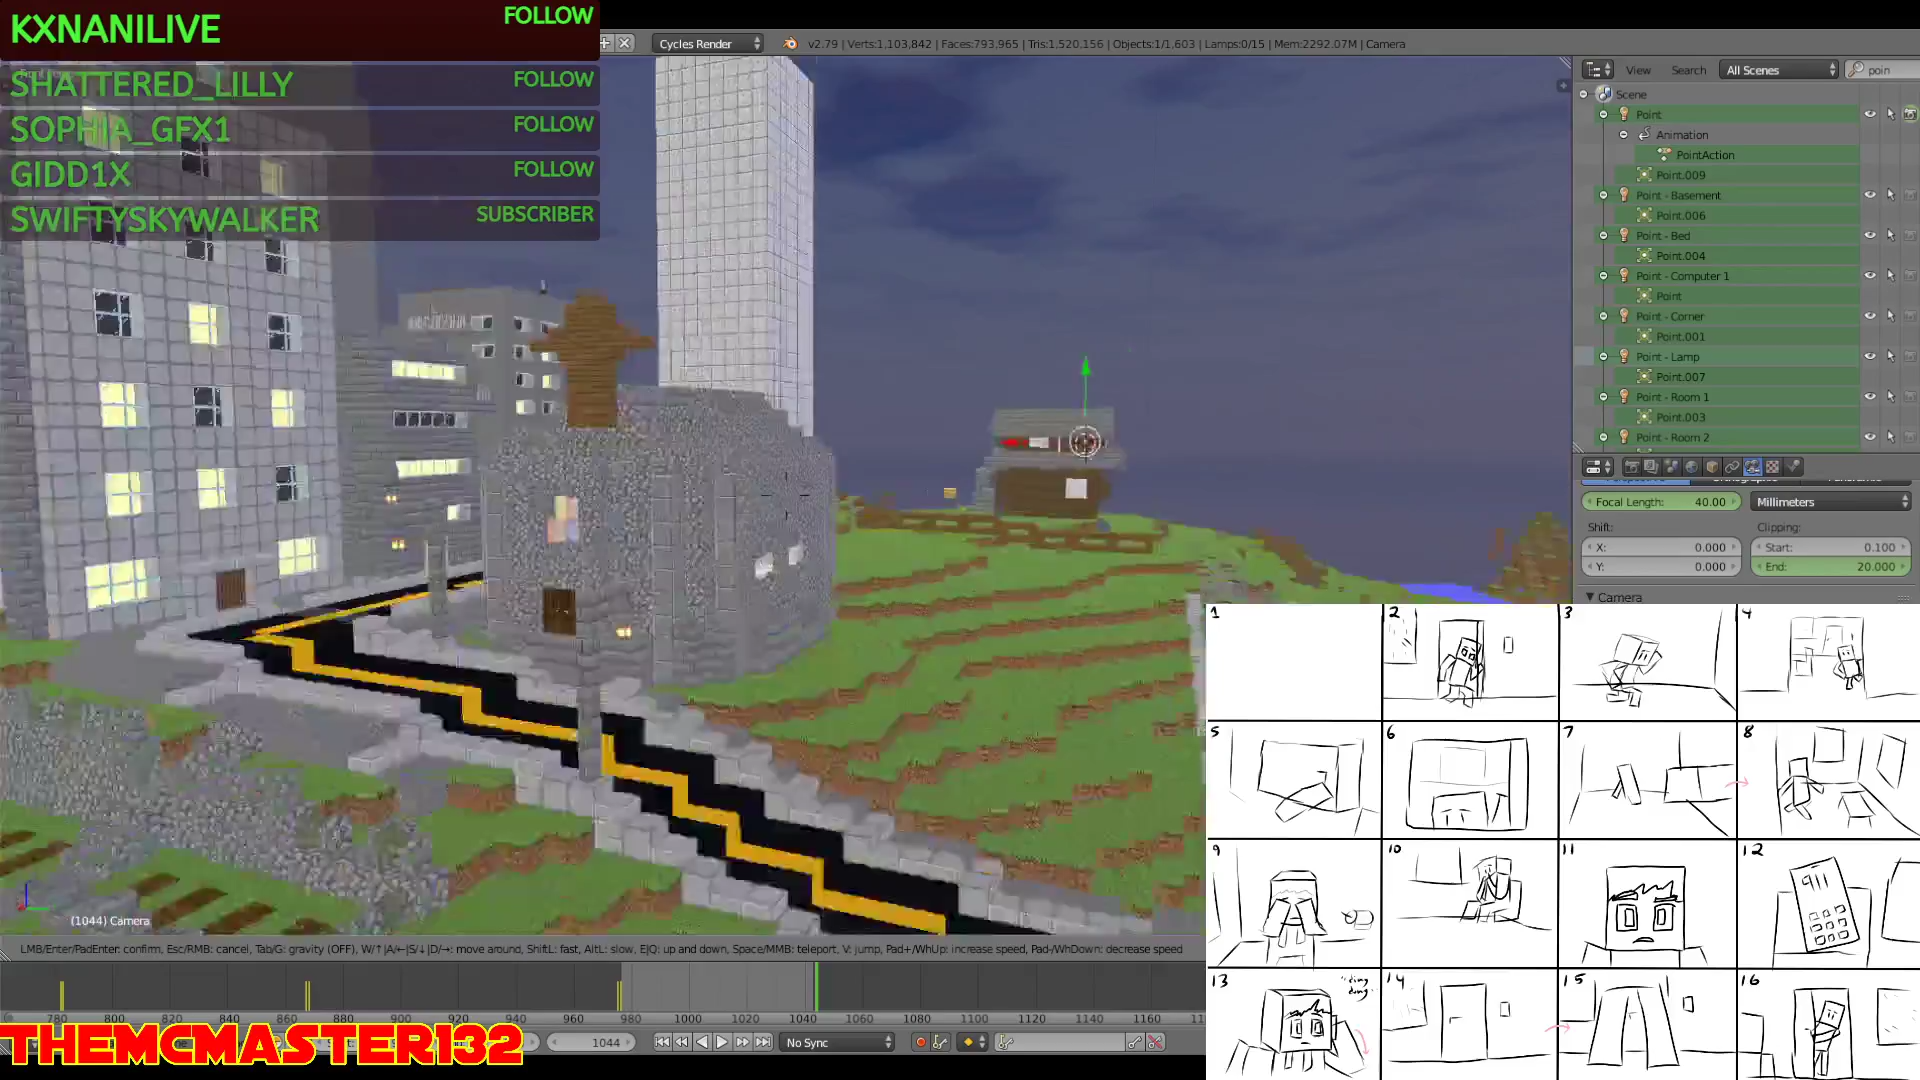 KXNANILIVE FOLLOW
SHATTERED_LILLY FOLLOW
SOPHIA_GFX1 FOLLOW
GIDD1X FOLLOW
SWIFTYSKYWALKER SUBSCRIBER
Cycles Render v2.79 | Verts:1,103,842 | Faces:793,965 | Tris:1,520,156 | Objects:1/1,603 | Lamps:0/15 | Mem:2292.07M | Camera
View Search All Scenes poin
Scene
Point
Animation
PointAction
Point.009
Point - Basement
Point.006
Point - Bed
Point.004
Point - Computer 1
Point
Point - Corner
Point.001
Point - Lamp
Point.007
Point - Room 1
Point.003
Point - Room 2
Focal Length: 40.00 Millimeters
Shift: Clipping:
X: 0.000 Start: 0.100
Y: 0.000 End: 20.000
Camera
1 2 3 4
5 6 7 8
9 10 11 12
911
13 14 15 16
"ding dong"
(1044) Camera
LMB/Enter/PadEnter: confirm, Esc/RMB: cancel, Tab/G: gravity (OFF), W/↑|A/←|S/↓|D/→: move around, ShiftL: fast, AltL: slow, E|Q: up and down, Space/MMB: teleport, V: jump, Pad+/WhUp: increase speed, Pad-/WhDown: decrease speed
780 800 820 840 860 880 900 920 940 960 980 1000 1020 1040 1060 1080 1100 1120 1140 1160
THEMCMASTER132
1044 No Sync